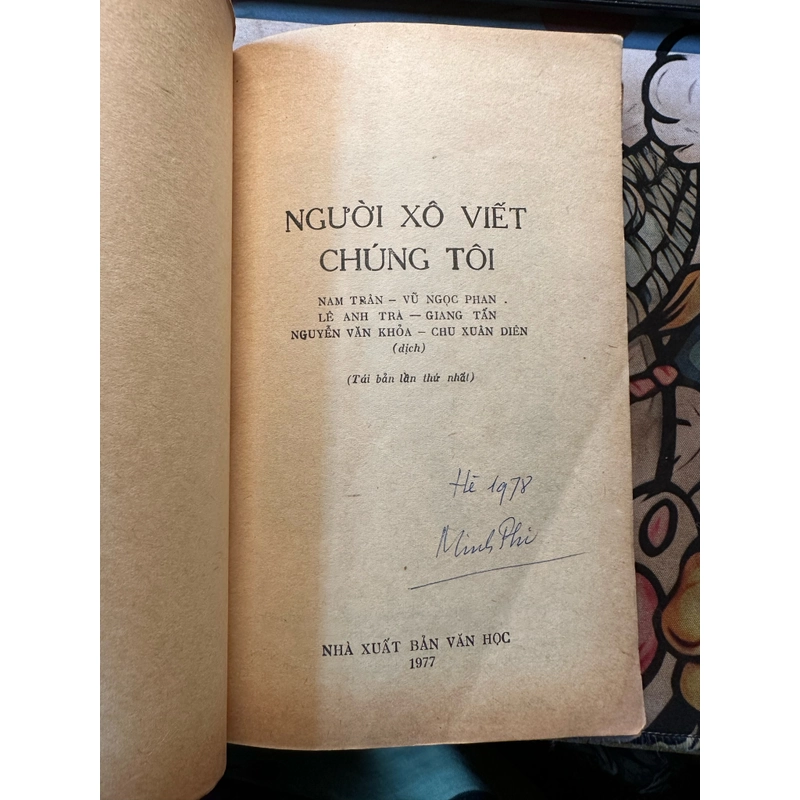 NGƯỜI XÔ VIẾT
CHÚNG TÔI
NAM TRÂN – VŨ NGỌC PHAN .
LÊ ANH TRÀ — GIANG TẤN
NGUYỄN VĂN KHỎA – CHU XUÂN DIÊN
(dịch)
(Tái bản lần thứ nhất)
Hè 1978
Minh Phi
NHÀ XUẤT BẢN VĂN HỌC
1977